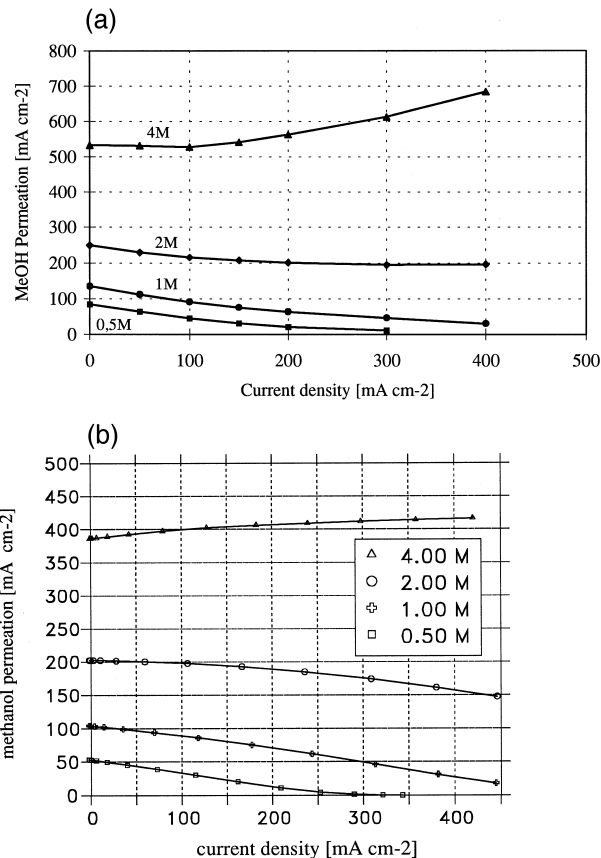 (a)
800
700
600
500
400
300
200
100
0
MeOH Permeation [mA cm-2]
4M
2M
1M
0,5M
0 100 200 300 400 500
Current density [mA cm-2]
(b)
500
450
400
350
300
250
200
150
100
50
0
methanol permeation [mA cm-2]
4.00 M
2.00 M
1.00 M
0.50 M
0 100 200 300 400
current density [mA cm-2]